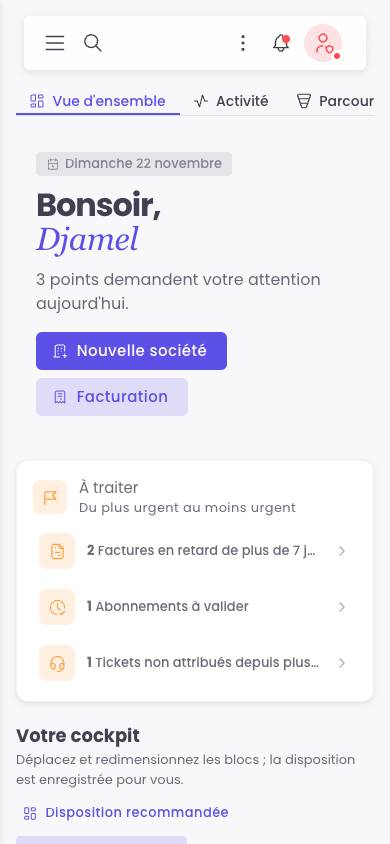 Vue d'ensemble
Activité
Parcour
Dimanche 22 novembre
Bonsoir,
Djamel
3 points demandent votre attention
aujourd'hui.
Nouvelle société
Facturation
À traiter
Du plus urgent au moins urgent
2 Factures en retard de plus de 7 j...
1 Abonnements à valider
1 Tickets non attribués depuis plus...
Votre cockpit
Déplacez et redimensionnez les blocs ; la disposition
est enregistrée pour vous.
Disposition recommandée